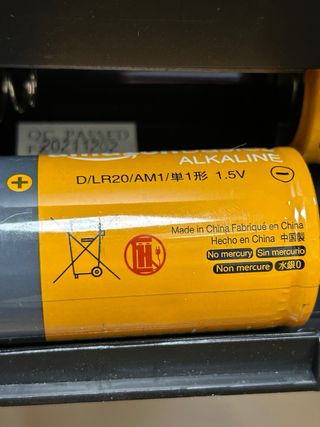 QC PASSED
ALKALINE
D/LR20/AM1/単1形 1.5V
Made in China Fabriqué en China
Hecho en China 中国製
No mercury Sin mercurio
Non mercure 水銀0